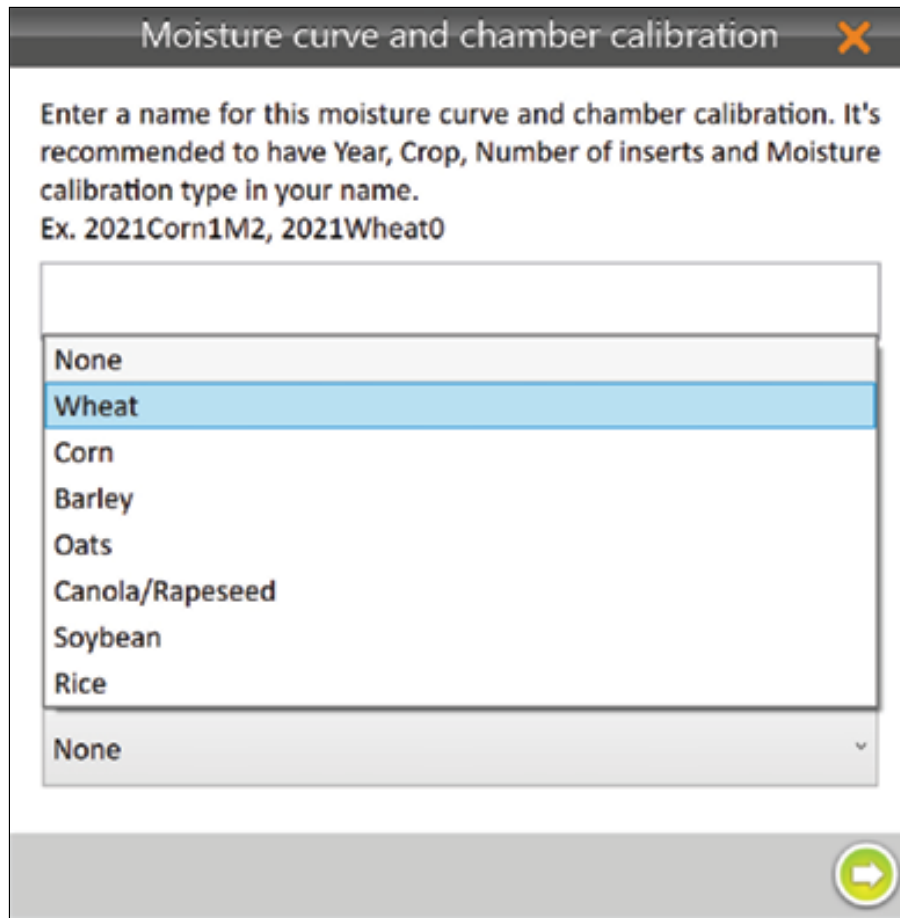 Moisture curve and chamber calibration
Enter a name for this moisture curve and chamber calibration. It's
recommended to have Year, Crop, Number of inserts and Moisture
calibration type in your name.
Ex. 2021Corn1M2, 2021Wheat0
None
Wheat
Corn
Barley
Oats
Canola/Rapeseed
Soybean
Rice
None